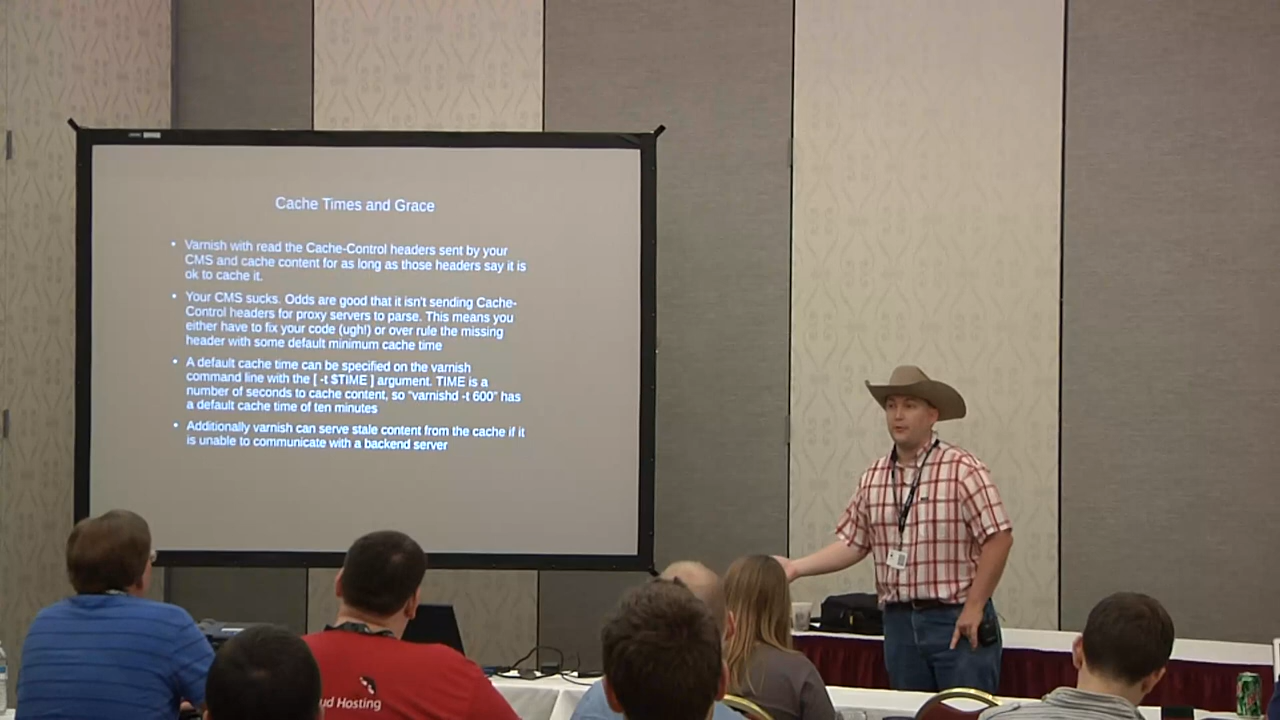 Cache Times and Grace
• Varnish with read the Cache-Control headers sent by your
CMS and cache content for as long as those headers say it is
ok to cache it.
• Your CMS sucks. Odds are good that it isn't sending Cache-
Control headers for proxy servers to parse. This means you
either have to fix your code (ugh!) or over rule the missing
header with some default minimum cache time
• A default cache time can be specified on the varnish
command line with the [ -t $TIME ] argument. TIME is a
number of seconds to cache content, so "varnishd -t 600" has
a default cache time of ten minutes
• Additionally varnish can serve stale content from the cache if it
is unable to communicate with a backend server
Hosting